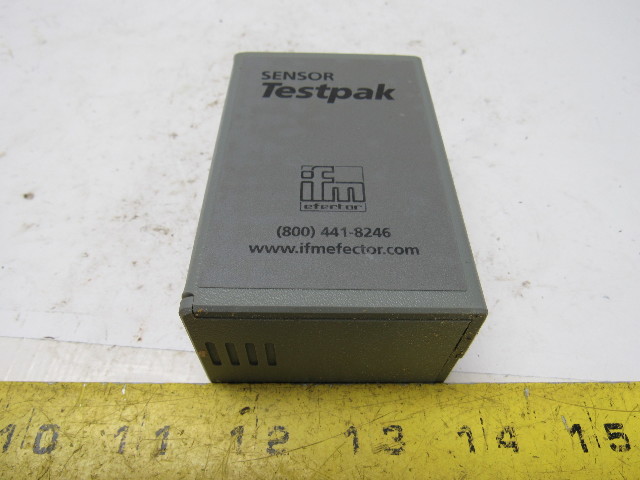 SENSOR
Testpak
ifm
efector
(800) 441-8246
www.ifmefector.com
10 11 12 13 14 15